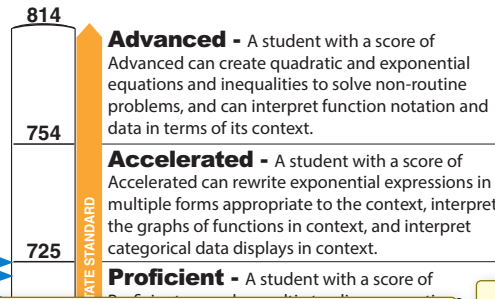 814
Advanced - A student with a score of
Advanced can create quadratic and exponential
equations and inequalities to solve non-routine
problems, and can interpret function notation and
data in terms of its context.
754
Accelerated - A student with a score of
Accelerated can rewrite exponential expressions in
multiple forms appropriate to the context, interpret
the graphs of functions in context, and interpret
categorical data displays in context.
725
Proficient - A student with a score of
STANDARD